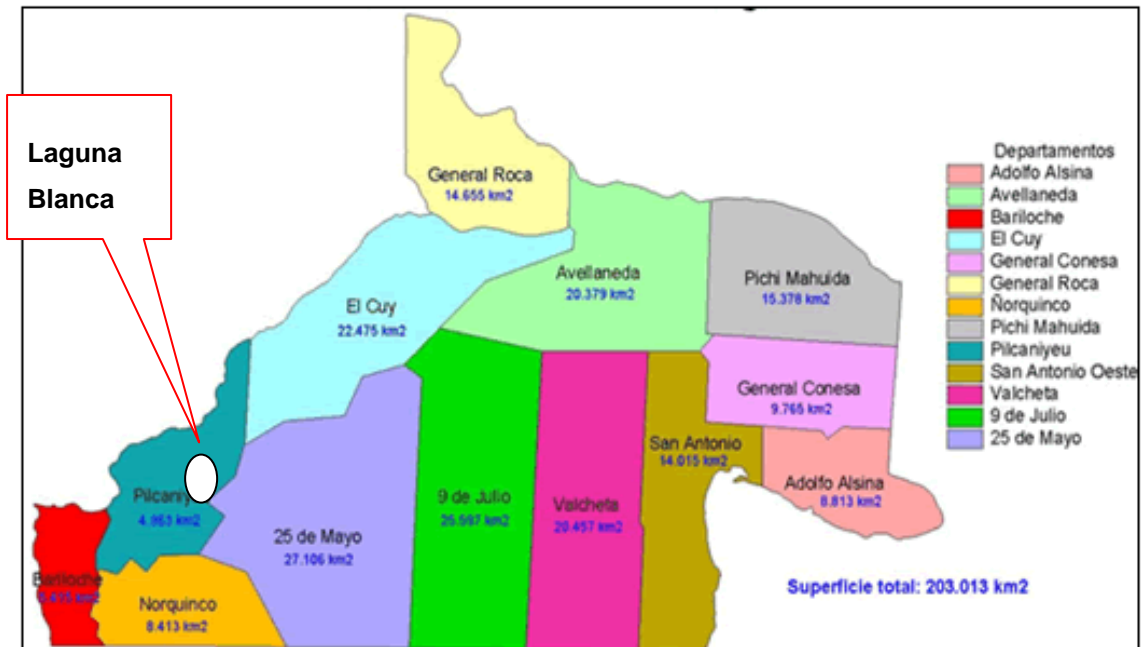 Laguna
Blanca
General Roca
14.655 km2
Avellaneda
20.379 km2
Pichi Mahuida
15.378 km2
El Cuy
22.475 km2
General Conesa
9.765 km2
San Antonio
14.015 km2
Adolfo Alsina
8.813 km2
Pilcaniy
4.953 km2
9 de Julio
25.597 km2
Valcheta
20.457 km2
25 de Mayo
27.106 km2
Bariloche
km2
Norquinco
8.413 km2
Superficie total: 203.013 km2
Departamentos
Adolfo Alsina
Avellaneda
Bariloche
El Cuy
General Conesa
General Roca
Ñorquinco
Pichi Mahuida
Pilcaniyeu
San Antonio Oeste
Valcheta
9 de Julio
25 de Mayo